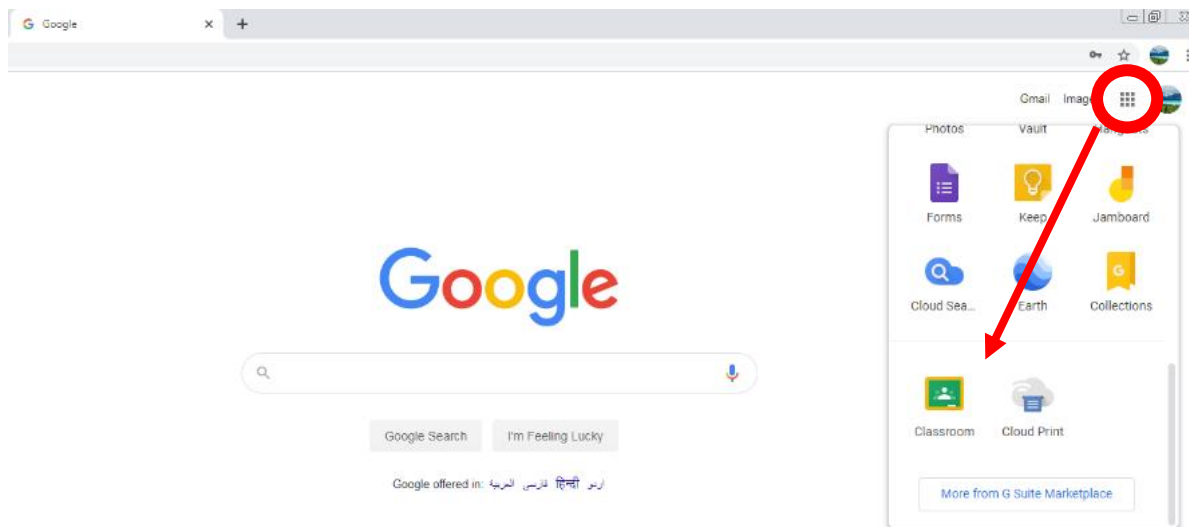 Google
Gmail Image
Photos Vault
Forms Keep Jamboard
Google
Cloud Sea... Earth Collections
Classroom Cloud Print
Google Search I'm Feeling Lucky
Google offered in: العربية فارسی हिन्दी اردو
More from G Suite Marketplace